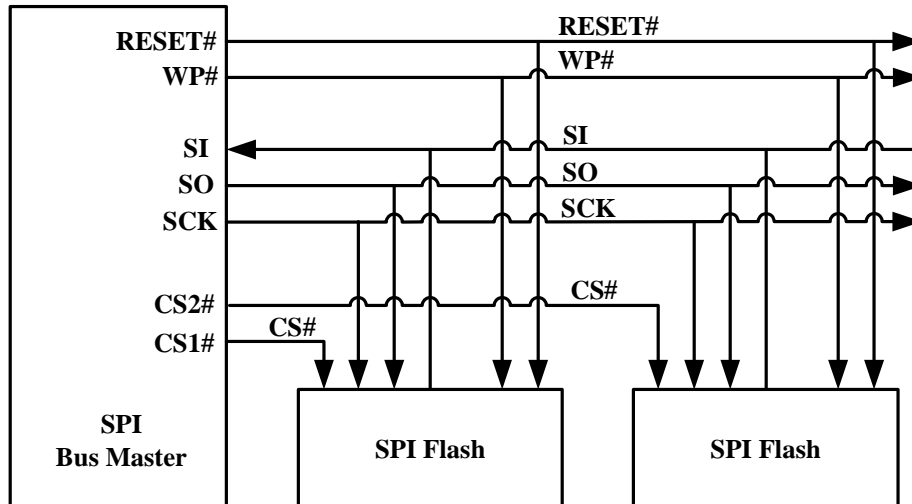 RESET#
RESET#
WP#
WP#
SI
SI
SO
SO
SCK
SCK
CS2#
CS#
CS1#
CS#
SPI
Bus Master
SPI Flash
SPI Flash